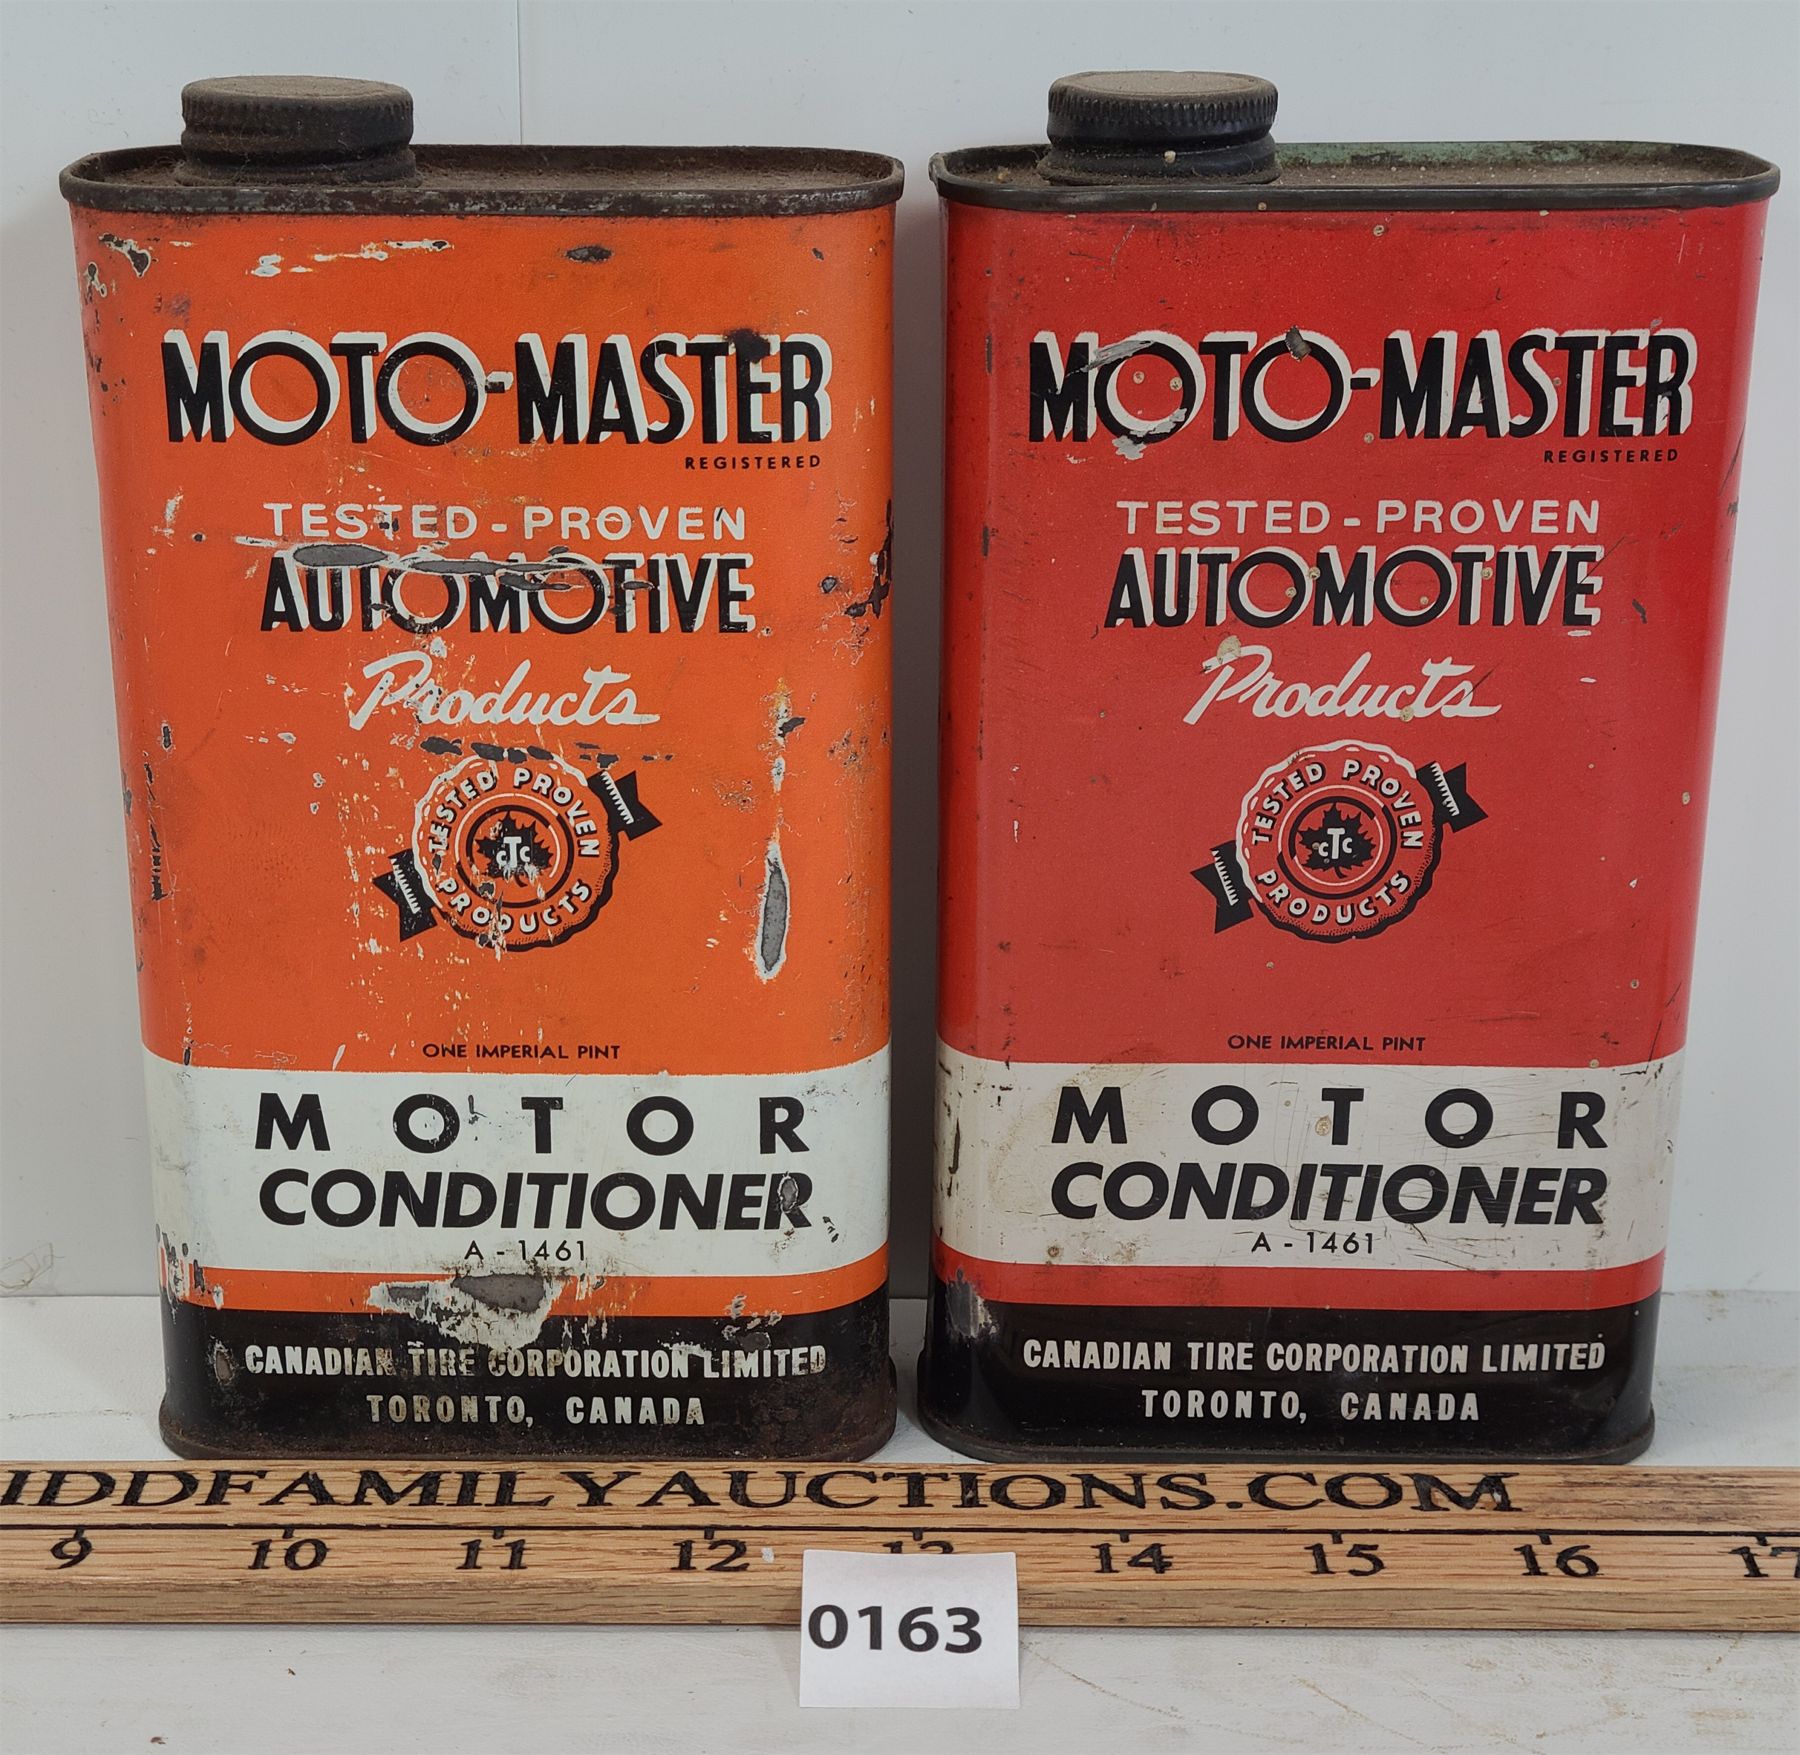 MOTO-MASTER
REGISTERED
TESTED-PROVEN
AUTOMOTIVE
Products
TESTED PROVEN
CTC
PRODUCTS
ONE IMPERIAL PINT
MOTOR
CONDITIONER
A - 1461
CANADIAN TIRE CORPORATION LIMITED
TORONTO, CANADA
MOTO-MASTER
REGISTERED
TESTED-PROVEN
AUTOMOTIVE
Products
TESTED PROVEN
CTC
PRODUCTS
ONE IMPERIAL PINT
MOTOR
CONDITIONER
A - 1461
CANADIAN TIRE CORPORATION LIMITED
TORONTO, CANADA
IDDFAMILYAUCTIONS.COM
9 10 11 12 13 14 15 16 17
0163